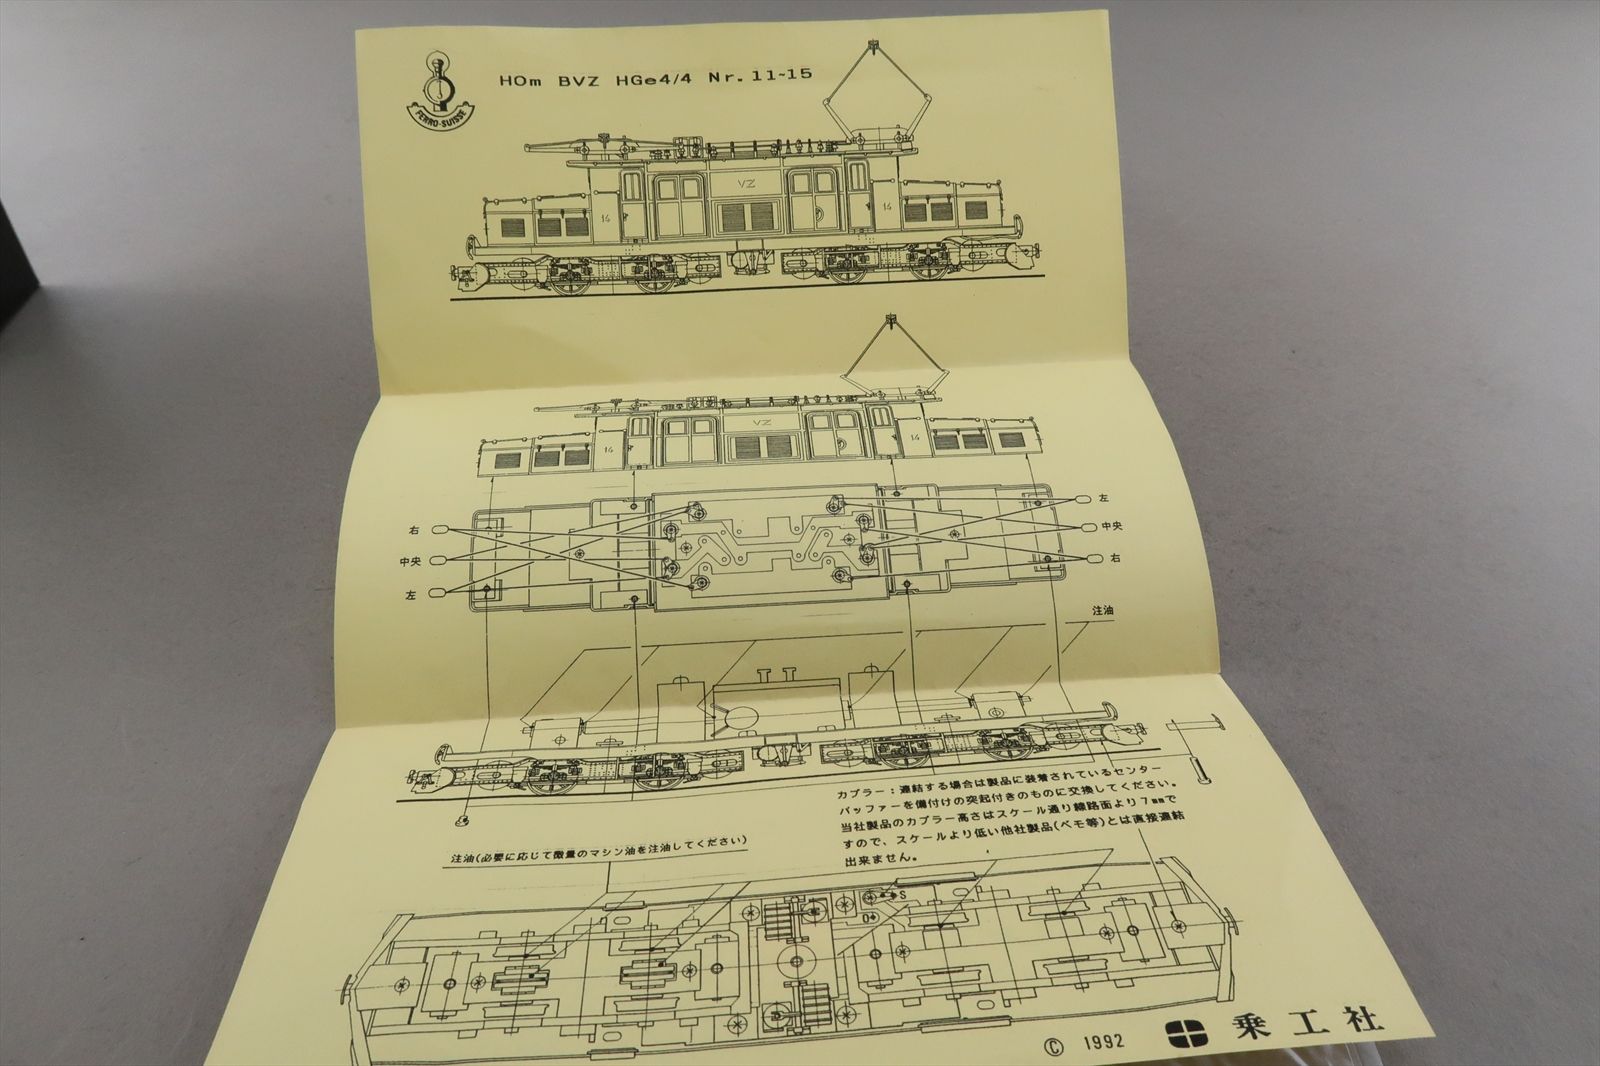 FERRO-SUISSE
HOm BVZ HGe4/4 Nr.11~15
VZ
14
14
VZ
14
14
右
中央
左
左
中央
右
注油
カプラー：連結する場合は製品に装着されているセンター
バッファーを備付けの突起付きのものに交換してください。
当社製品のカプラー高さはスケール通り線路面より7mmで
すので、スケールより低い他社製品(ベモ等)とは直接連結
出来ません。
注油(必要に応じて微量のマシン油を注油してください)
S
O
© 1992
乗工社